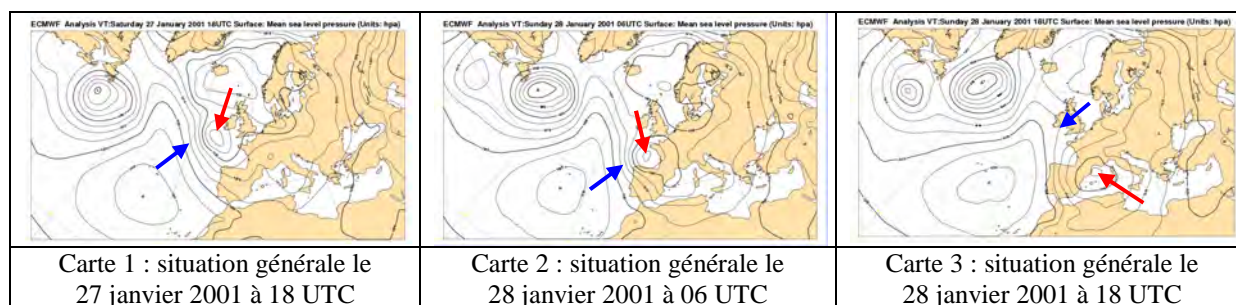 ECMWF Analysis VT:Saturday 27 January 2001 18UTC Surface: Mean sea level pressure (Units: hpa)
ECMWF Analysis VT:Sunday 28 January 2001 06UTC Surface: Mean sea level pressure (Units: hpa)
ECMWF Analysis VT:Sunday 28 January 2001 18UTC Surface: Mean sea level pressure (Units: hpa)
Carte 1 : situation générale le
27 janvier 2001 à 18 UTC
Carte 2 : situation générale le
28 janvier 2001 à 06 UTC
Carte 3 : situation générale le
28 janvier 2001 à 18 UTC